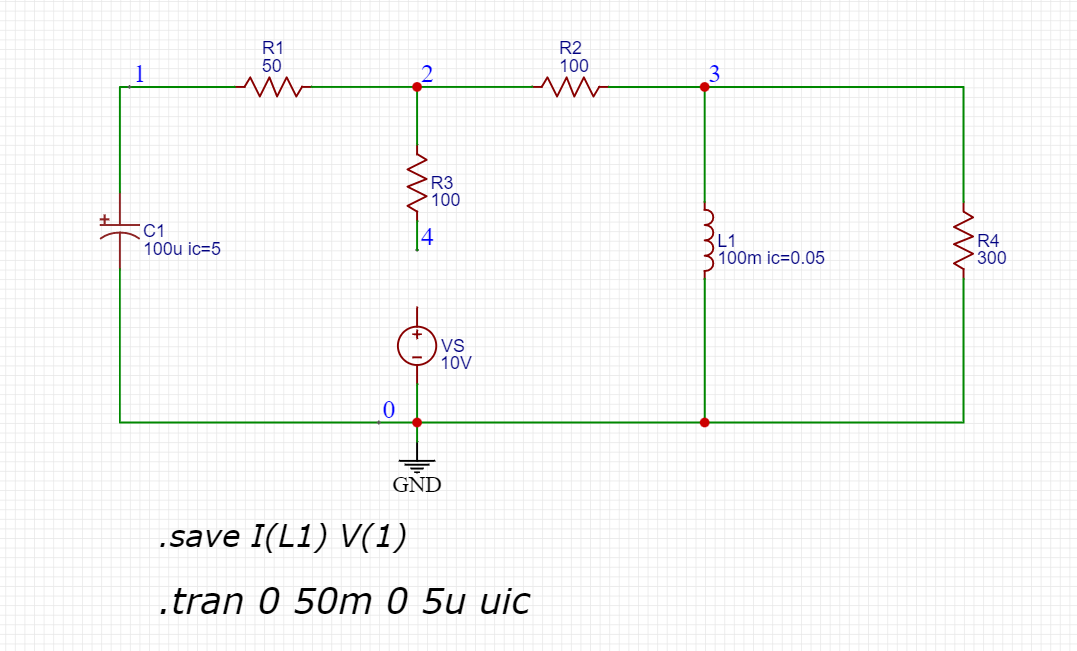 R1
50
R2
100
1
2
3
R3
100
4
C1
100u ic=5
L1
100m ic=0.05
R4
300
VS
10V
0
GND
.save I(L1) V(1)
.tran 0 50m 0 5u uic